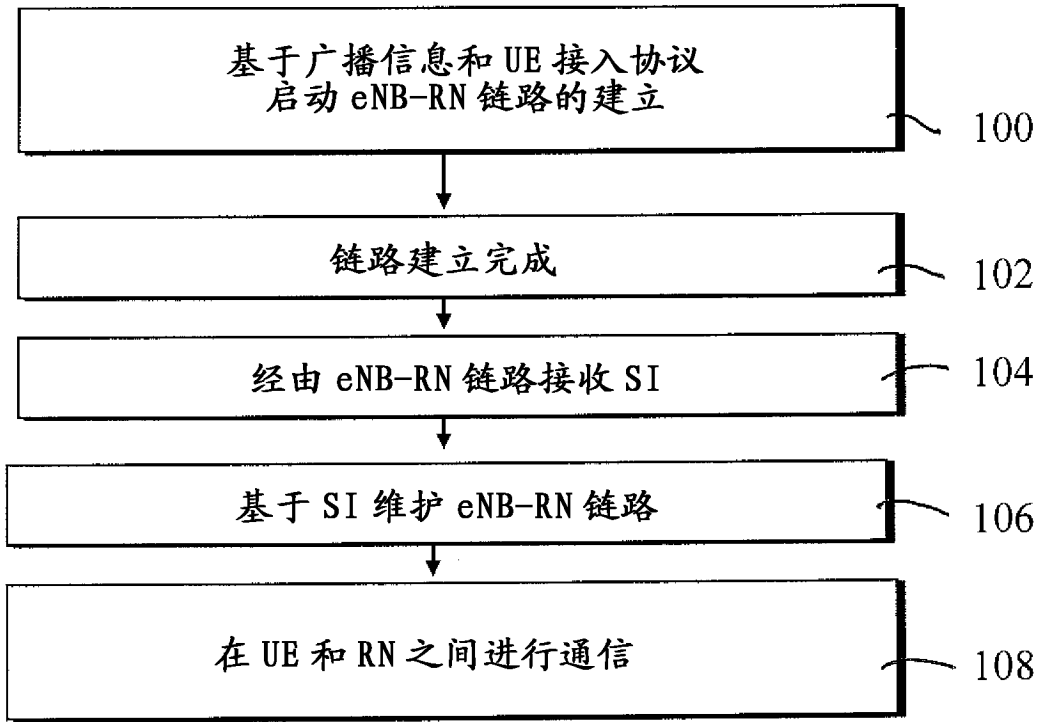 基于广播信息和 UE 接入协议
启动 eNB-RN 链路的建立
100
链路建立完成
102
经由 eNB-RN 链路接收 SI
104
基于 SI 维护 eNB-RN 链路
106
在 UE 和 RN 之间进行通信
108